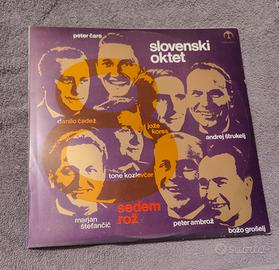 peter čare
slovenski
oktet
danilo čadež
jože
kores
andrej štrukelj
tone kozlevčar
marjan
štefančič
sedem
rož
peter ambrož
božo grošelj
subito